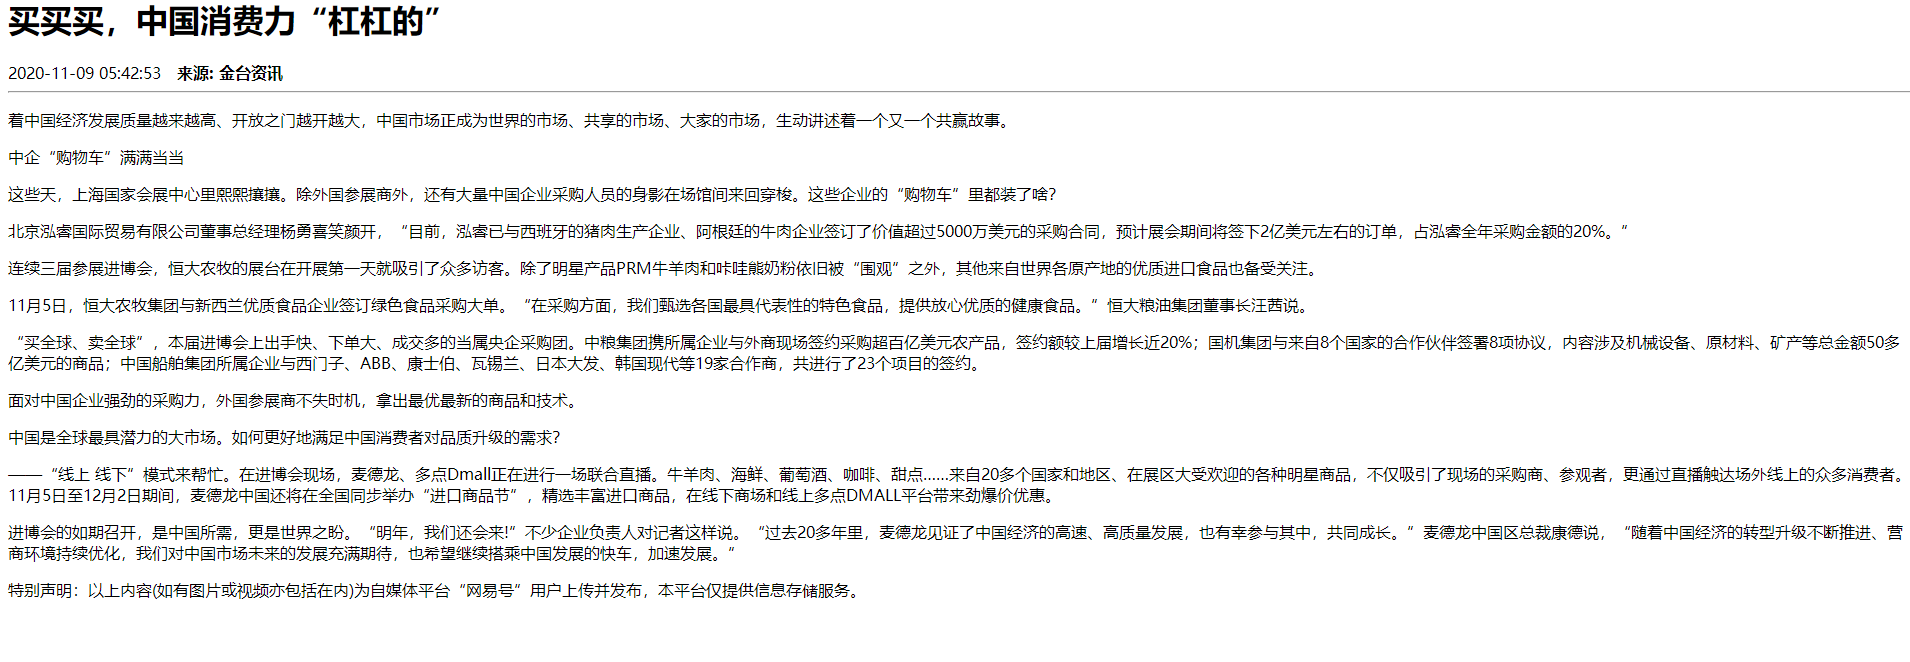 买买买，中国消费力“杠杠的”
2020-11-09 05:42:53 来源: 金台资讯
着中国经济发展质量越来越高、开放之门越开越大，中国市场正成为世界的市场、共享的市场、大家的市场，生动讲述着一个又一个共赢故事。
中企“购物车”满满当当
这些天，上海国家会展中心里熙熙攘攘。除外国参展商外，还有大量中国企业采购人员的身影在场馆间来回穿梭。这些企业的“购物车”里都装了啥?
北京泓睿国际贸易有限公司董事总经理杨勇喜笑颜开，“目前，泓睿已与西班牙的猪肉生产企业、阿根廷的牛肉企业签订了价值超过5000万美元的采购合同，预计展会期间将签下2亿美元左右的订单，占泓睿全年采购金额的20%。”
连续三届参展进博会，恒大农牧的展台在开展第一天就吸引了众多访客。除了明星产品PRM牛羊肉和咔哇熊奶粉依旧被“围观”之外，其他来自世界各原产地的优质进口食品也备受关注。
11月5日，恒大农牧集团与新西兰优质食品企业签订绿色食品采购大单。“在采购方面，我们甄选各国最具代表性的特色食品，提供放心优质的健康食品。”恒大粮油集团董事长汪茜说。
“买全球、卖全球”，本届进博会上出手快、下单大、成交多的当属央企采购团。中粮集团携所属企业与外商现场签约采购超百亿美元农产品，签约额较上届增长近20%；国机集团与来自8个国家的合作伙伴签署8项协议，内容涉及机械设备、原材料、矿产等总金额50多
亿美元的商品；中国船舶集团所属企业与西门子、ABB、康士伯、瓦锡兰、日本大发、韩国现代等19家合作商，共进行了23个项目的签约。
面对中国企业强劲的采购力，外国参展商不失时机，拿出最优最新的商品和技术。
中国是全球最具潜力的大市场。如何更好地满足中国消费者对品质升级的需求?
——“线上 线下”模式来帮忙。在进博会现场，麦德龙、多点Dmall正在进行一场联合直播。牛羊肉、海鲜、葡萄酒、咖啡、甜点……来自20多个国家和地区、在展区大受欢迎的各种明星商品，不仅吸引了现场的采购商、参观者，更通过直播触达场外线上的众多消费者。
11月5日至12月2日期间，麦德龙中国还将在全国同步举办“进口商品节”，精选丰富进口商品，在线下商场和线上多点DMALL平台带来劲爆价优惠。
进博会的如期召开，是中国所需，更是世界之盼。“明年，我们还会来!”不少企业负责人对记者这样说。“过去20多年里，麦德龙见证了中国经济的高速、高质量发展，也有幸参与其中，共同成长。”麦德龙中国区总裁康德说，“随着中国经济的转型升级不断推进、营
商环境持续优化，我们对中国市场未来的发展充满期待，也希望继续搭乘中国发展的快车，加速发展。”
特别声明：以上内容(如有图片或视频亦包括在内)为自媒体平台“网易号”用户上传并发布，本平台仅提供信息存储服务。